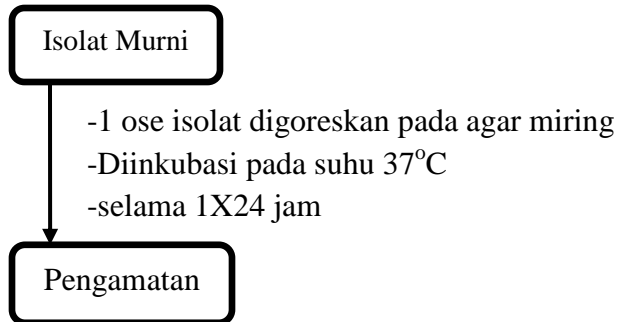 Isolat Murni
-1 ose isolat digoreskan pada agar miring
-Diinkubasi pada suhu 37°C
-selama 1X24 jam
Pengamatan